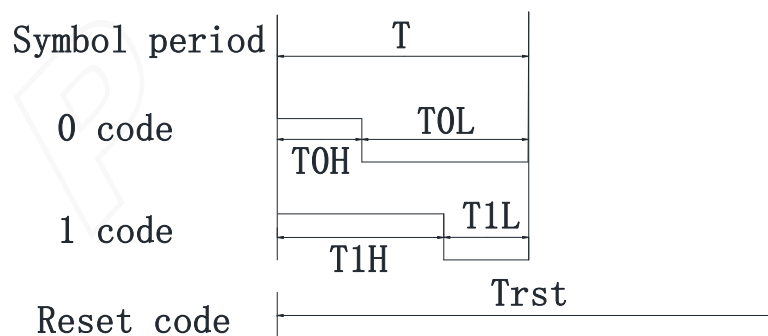 Symbol period T
0 code T0H T0L
1 code T1H T1L
Reset code Trst